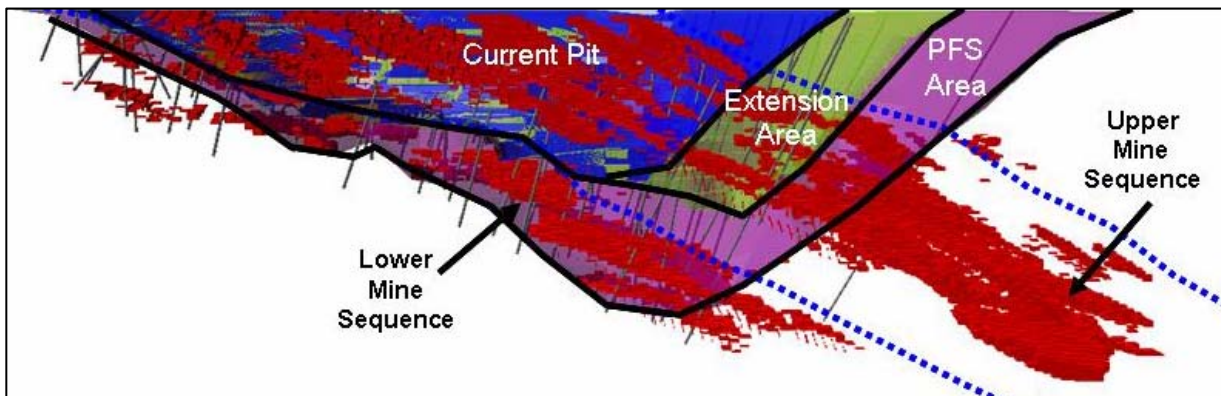 Current Pit
PFS
Area
Extension
Area
Upper
Mine
Sequence
Lower
Mine
Sequence